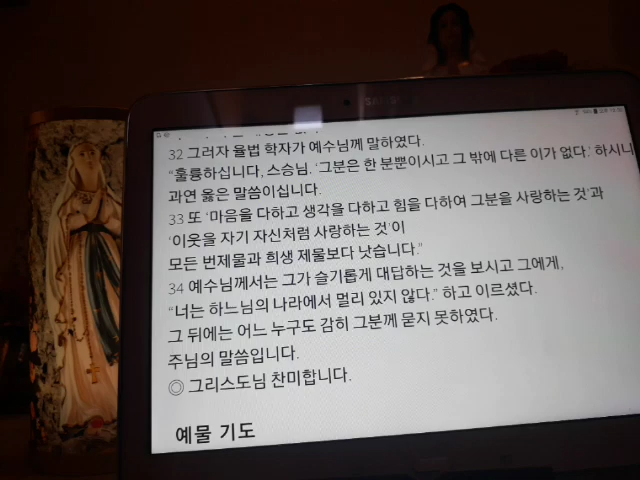 SAMSUNG
32 그러자 율법 학자가 예수님께 말하였다.
“훌륭하십니다, 스승님. ‘그분은 한 분뿐이시고 그 밖에 다른 이가 없다.’ 하시니
과연 옳은 말씀이십니다.
33 또 ‘마음을 다하고 생각을 다하고 힘을 다하여 그분을 사랑하는 것’과
‘이웃을 자기 자신처럼 사랑하는 것’이
모든 번제물과 희생 제물보다 낫습니다.”
34 예수님께서는 그가 슬기롭게 대답하는 것을 보시고 그에게,
“너는 하느님의 나라에서 멀리 있지 않다.” 하고 이르셨다.
그 뒤에는 어느 누구도 감히 그분께 묻지 못하였다.
주님의 말씀입니다.
◎ 그리스도님 찬미합니다.
예물 기도